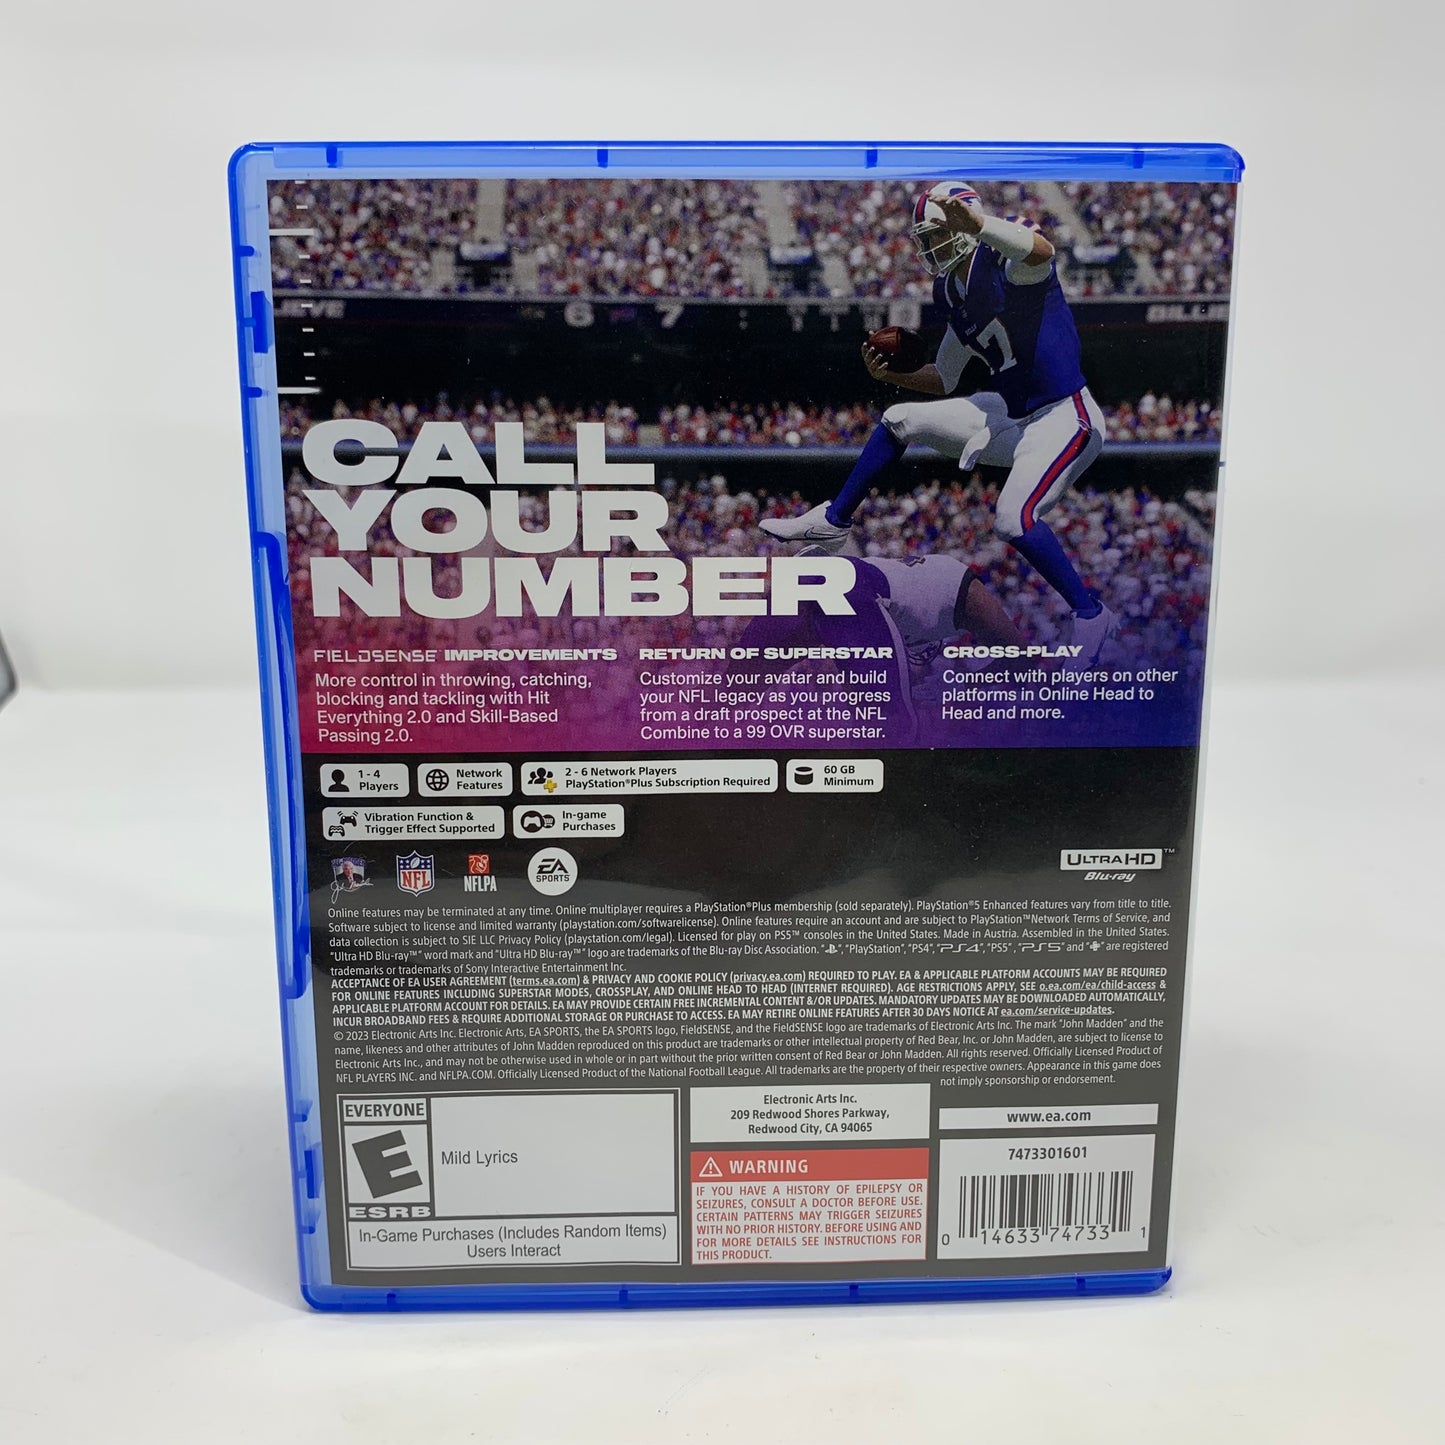 6 7
BILLS
17
CALL
YOUR
NUMBER
FIELDSENSE IMPROVEMENTS
More control in throwing, catching,
blocking and tackling with Hit
Everything 2.0 and Skill-Based
Passing 2.0.
RETURN OF SUPERSTAR
Customize your avatar and build
your NFL legacy as you progress
from a draft prospect at the NFL
Combine to a 99 OVR superstar.
CROSS-PLAY
Connect with players on other
platforms in Online Head to
Head and more.
1 - 4
Players
Network
Features
2 - 6 Network Players
PlayStation®Plus Subscription Required
60 GB
Minimum
Vibration Function &
Trigger Effect Supported
In-game
Purchases
NFL
NFLPA
EA
SPORTS
ULTRA HD™
Blu-ray
Online features may be terminated at any time. Online multiplayer requires a PlayStation®Plus membership (sold separately). PlayStation®5 Enhanced features vary from title to title.
Software subject to license and limited warranty (playstation.com/softwarelicense). Online features require an account and are subject to PlayStation™Network Terms of Service, and
data collection is subject to SIE LLC Privacy Policy (playstation.com/legal). Licensed for play on PS5™ consoles in the United States. Made in Austria. Assembled in the United States.
"Ultra HD Blu-ray™" word mark and "Ultra HD Blu-ray™" logo are trademarks of the Blu-ray Disc Association. "", "PlayStation", "PS4", "PS4", "PS5", "PS5" and "" are registered
trademarks or trademarks of Sony Interactive Entertainment Inc.
ACCEPTANCE OF EA USER AGREEMENT (terms.ea.com) & PRIVACY AND COOKIE POLICY (privacy.ea.com) REQUIRED TO PLAY. EA & APPLICABLE PLATFORM ACCOUNTS MAY BE REQUIRED
FOR ONLINE FEATURES INCLUDING SUPERSTAR MODES, CROSSPLAY, AND ONLINE HEAD TO HEAD (INTERNET REQUIRED). AGE RESTRICTIONS APPLY, SEE o.ea.com/ea/child-access &
APPLICABLE PLATFORM ACCOUNT FOR DETAILS. EA MAY PROVIDE CERTAIN FREE INCREMENTAL CONTENT &/OR UPDATES. MANDATORY UPDATES MAY BE DOWNLOADED AUTOMATICALLY,
INCUR BROADBAND FEES & REQUIRE ADDITIONAL STORAGE OR PURCHASE TO ACCESS. EA MAY RETIRE ONLINE FEATURES AFTER 30 DAYS NOTICE AT ea.com/service-updates.
© 2023 Electronic Arts Inc. Electronic Arts, EA SPORTS, the EA SPORTS logo, FieldSENSE, and the FieldSENSE logo are trademarks of Electronic Arts Inc. The mark "John Madden" and the
name, likeness and other attributes of John Madden reproduced on this product are trademarks or other intellectual property of Red Bear, Inc. or John Madden, are subject to license to
Electronic Arts Inc., and may not be otherwise used in whole or in part without the prior written consent of Red Bear or John Madden. All rights reserved. Officially Licensed Product of
NFL PLAYERS INC. and NFLPA.COM. Officially Licensed Product of the National Football League. All trademarks are the property of their respective owners. Appearance in this game does
not imply sponsorship or endorsement.
EVERYONE
E
ESRB
Mild Lyrics
In-Game Purchases (Includes Random Items)
Users Interact
Electronic Arts Inc.
209 Redwood Shores Parkway,
Redwood City, CA 94065
WARNING
IF YOU HAVE A HISTORY OF EPILEPSY OR
SEIZURES, CONSULT A DOCTOR BEFORE USE.
CERTAIN PATTERNS MAY TRIGGER SEIZURES
WITH NO PRIOR HISTORY. BEFORE USING AND
FOR MORE DETAILS SEE INSTRUCTIONS FOR
THIS PRODUCT.
www.ea.com
7473301601
0 14633 74733 1